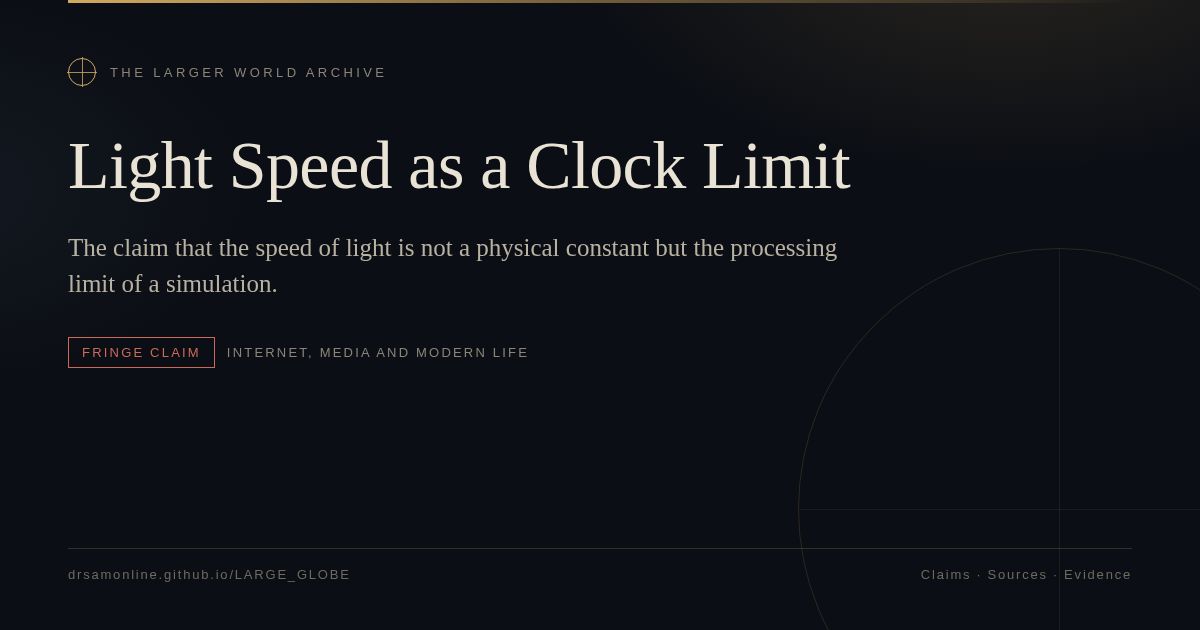 THE LARGER WORLD ARCHIVE
Light Speed as a Clock Limit
The claim that the speed of light is not a physical constant but the processing
limit of a simulation.
FRINGE CLAIM INTERNET, MEDIA AND MODERN LIFE
drsamonline.github.io/LARGE_GLOBE Claims · Sources · Evidence